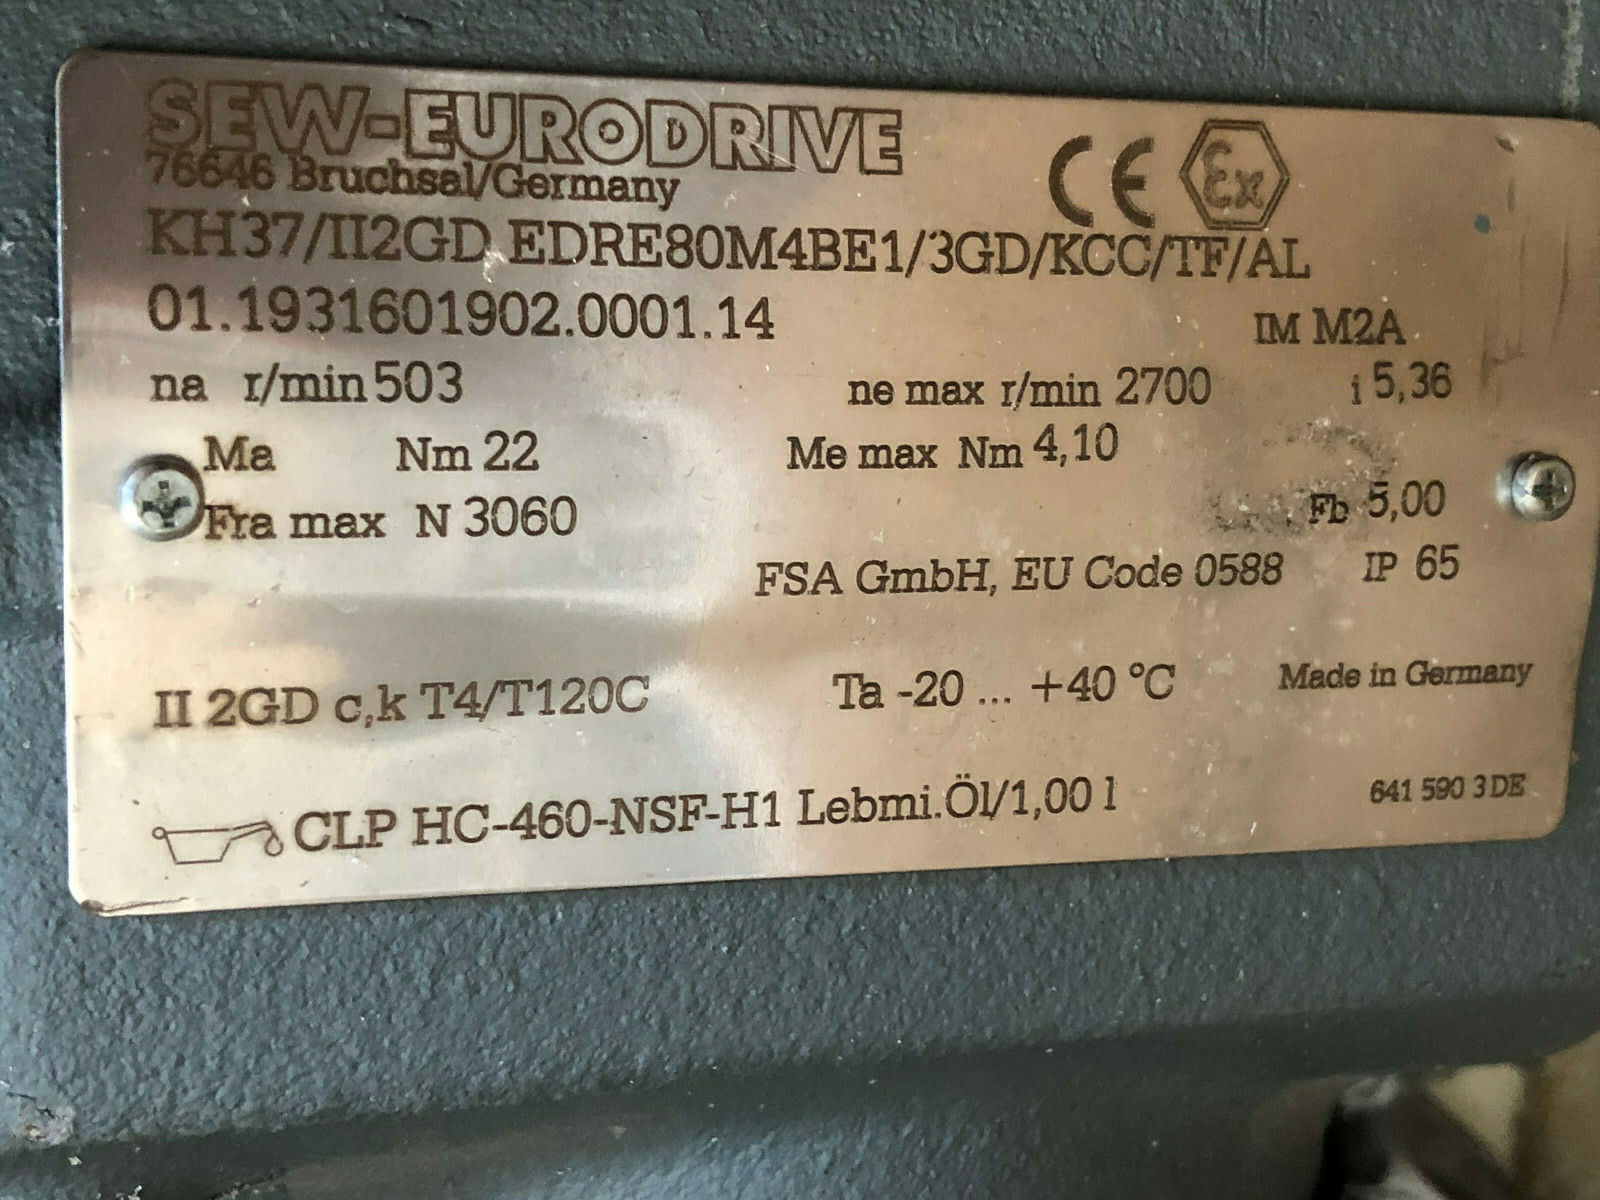 SEW-EURODRIVE
76646 Bruchsal/Germany
CE Ex
KH37/II2GD EDRE80M4BE1/3GD/KCC/TF/AL
01.1931601902.0001.14 IM M2A
na r/min 503 ne max r/min 2700 i 5,36
Ma Nm 22 Me max Nm 4,10
Fra max N 3060 Fb 5,00
FSA GmbH, EU Code 0588 IP 65
II 2GD c,k T4/T120C Ta -20 ... +40 °C Made in Germany
CLP HC-460-NSF-H1 Lebmi.Öl/1,00 l 641 590 3 DE